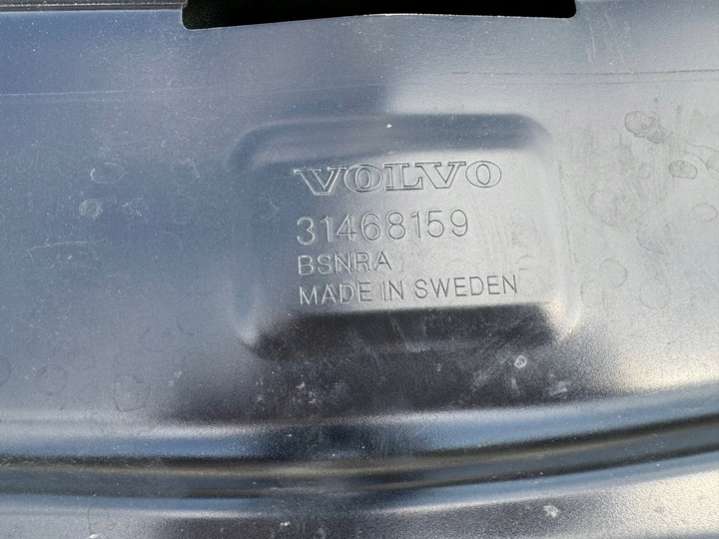 VOLVO
31468159
BSNRA
MADE IN SWEDEN